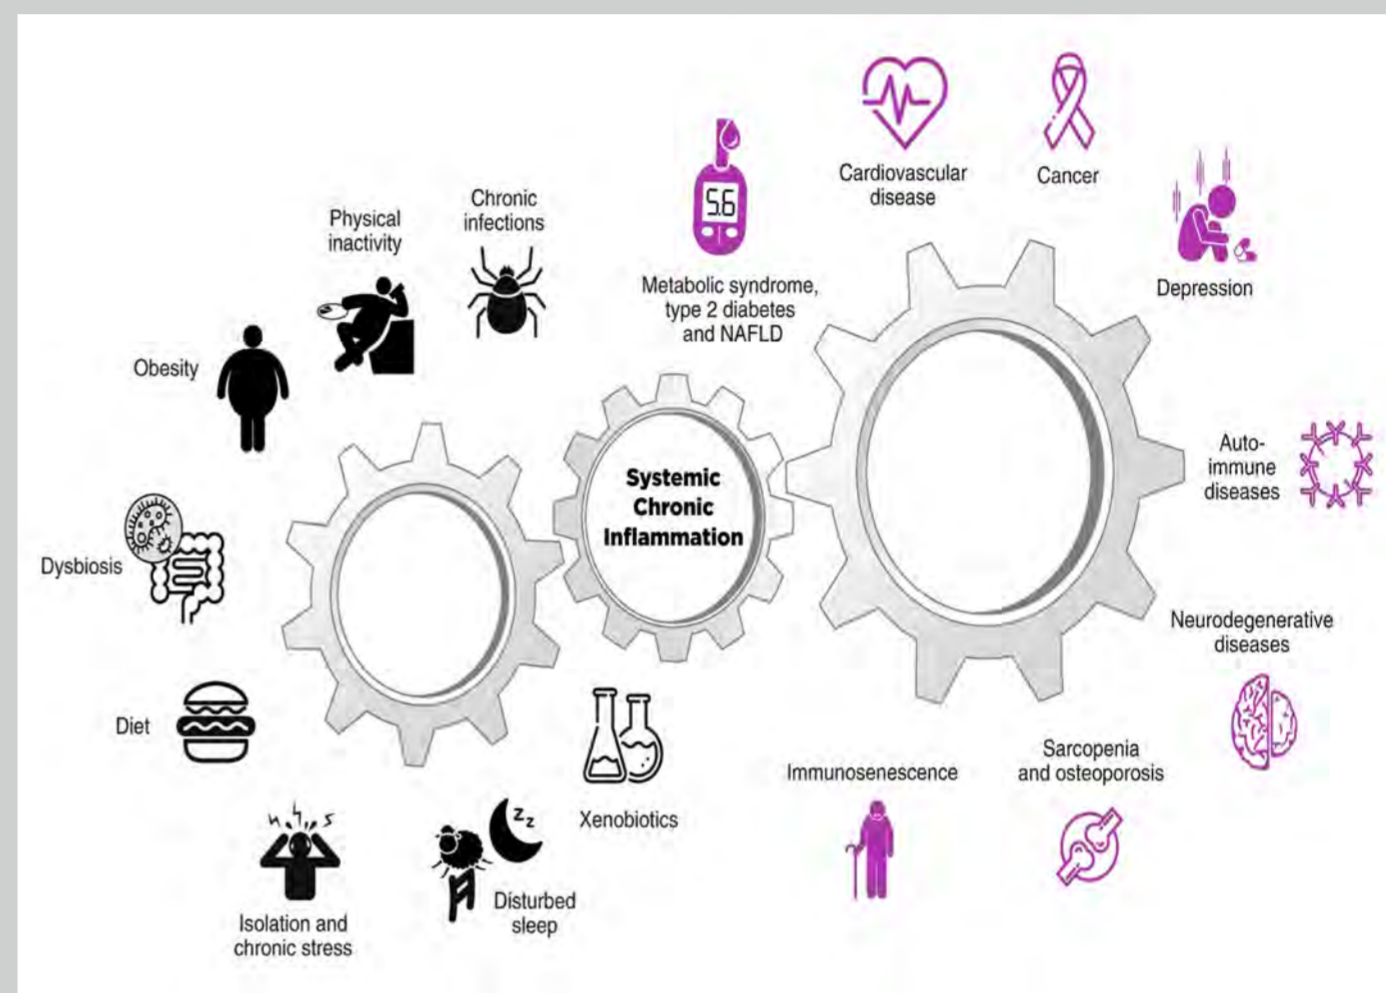 Cardiovascular
disease
Cancer
5.6
Chronic
infections
Physical
inactivity
Metabolic syndrome,
type 2 diabetes
and NAFLD
Depression
Obesity
Auto-
immune
diseases
Systemic
Chronic
Inflammation
Dysbiosis
Neurodegenerative
diseases
Diet
Sarcopenia
and osteoporosis
Immunosenescence
Xenobiotics
zz
Disturbed
sleep
Isolation and
chronic stress